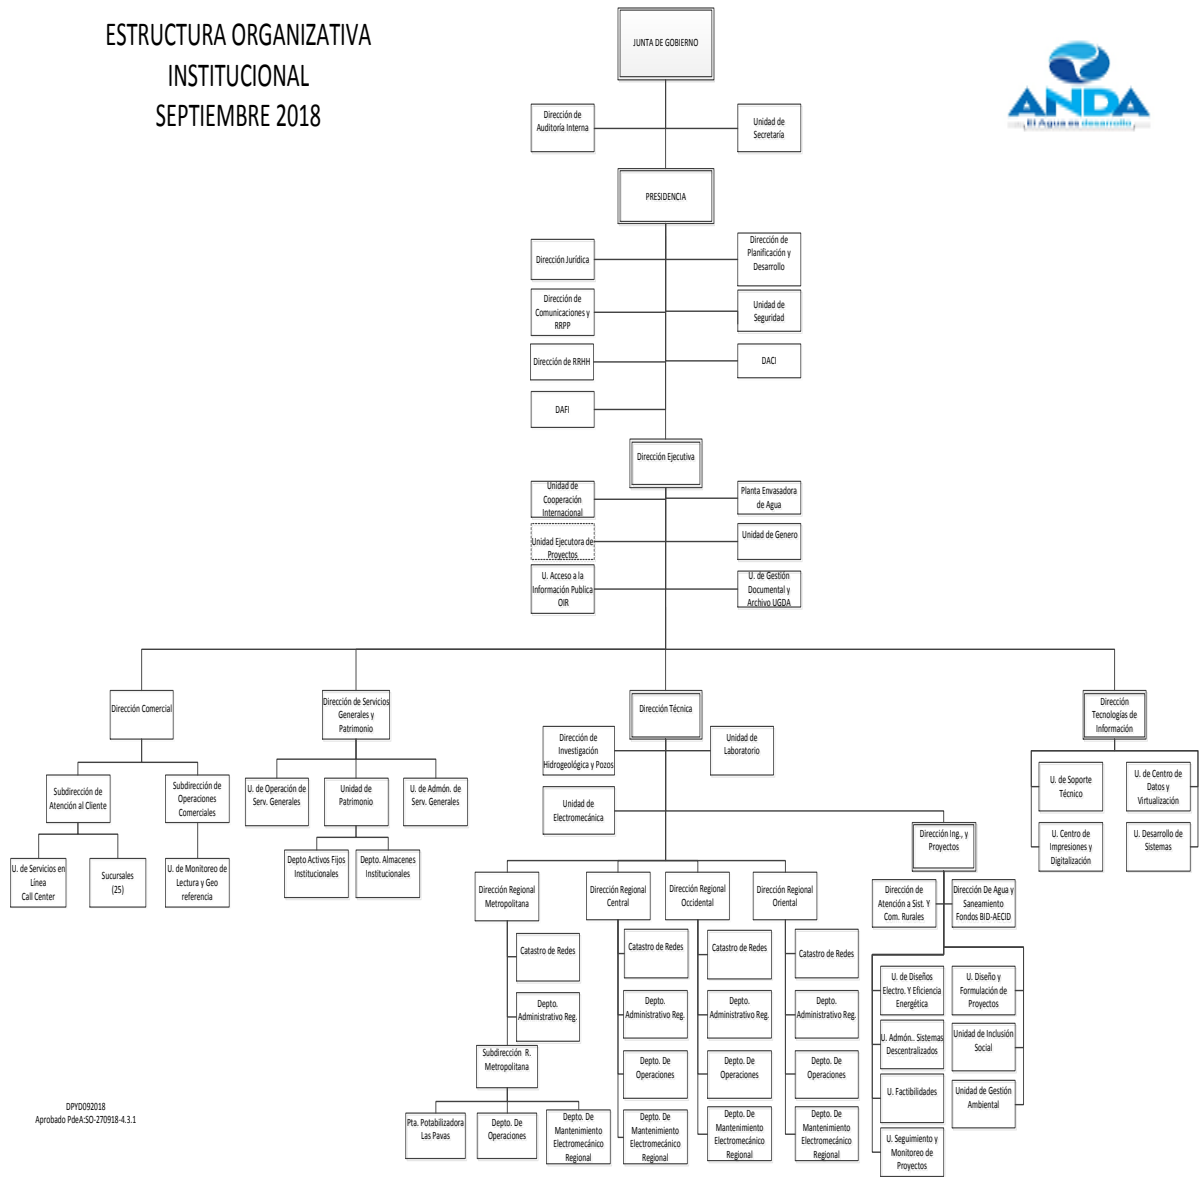 ESTRUCTURA ORGANIZATIVA
INSTITUCIONAL
SEPTIEMBRE 2018
JUNTA DE GOBIERNO
ANDA
El Agua es desarrollo
Dirección de
Auditoría Interna
Unidad de
Secretaría
PRESIDENCIA
Dirección Jurídica
Dirección de
Planificación y
Desarrollo
Dirección de
Comunicaciones y
RRPP
Unidad de
Seguridad
Dirección de RRHH
DACI
DAFI
Dirección Ejecutiva
Unidad de
Cooperación
Internacional
Planta Envasadora
de Agua
Unidad Ejecutora de
Proyectos
Unidad de Genero
U. Acceso a la
Información Publica
OIR
U. de Gestión
Documental y
Archivo UGDA
Dirección Comercial
Dirección de Servicios
Generales y
Patrimonio
Dirección Técnica
Dirección
Tecnologías de
Información
Dirección de
Investigación
Hidrogeológica y Pozos
Unidad de
Laboratorio
Subdirección de
Atención al Cliente
Subdirección de
Operaciones
Comerciales
U. de Operación de
Serv. Generales
Unidad de
Patrimonio
U. de Admón. de
Serv. Generales
Unidad de
Electromecánica
U. de Soporte
Técnico
U. de Centro de
Datos y
Virtualización
U. Centro de
Impresiones y
Digitalización
U. Desarrollo de
Sistemas
Dirección Ing., y
Proyectos
U. de Servicios en
Línea
Call Center
Sucursales
(25)
U. de Monitoreo de
Lectura y Geo
referencia
Depto Activos Fijos
Institucionales
Depto. Almacenes
Institucionales
Dirección Regional
Metropolitana
Dirección Regional
Central
Dirección Regional
Occidental
Dirección Regional
Oriental
Dirección de
Atención a Sist. Y
Com. Rurales
Dirección De Agua y
Saneamiento
Fondos BID-AECID
Catastro de Redes
Catastro de Redes
Catastro de Redes
Catastro de Redes
Depto.
Administrativo Reg.
Depto.
Administrativo Reg.
Depto.
Administrativo Reg.
Depto.
Administrativo Reg.
U. de Diseños
Electro. Y Eficiencia
Energética
U. Diseño y
Formulación de
Proyectos
U. Admón.. Sistemas
Descentralizados
Unidad de Inclusión
Social
Subdirección R.
Metropolitana
Depto. De
Operaciones
Depto. De
Operaciones
Depto. De
Operaciones
U. Factibilidades
Unidad de Gestión
Ambiental
Pta. Potabilizadora
Las Pavas
Depto. De
Operaciones
Depto. De
Mantenimiento
Electromecánico
Regional
Depto. De
Mantenimiento
Electromecánico
Regional
Depto. De
Mantenimiento
Electromecánico
Regional
Depto. De
Mantenimiento
Electromecánico
Regional
U. Seguimiento y
Monitoreo de
Proyectos
DPYD092018
Aprobado PdeA:SO-270918-4.3.1